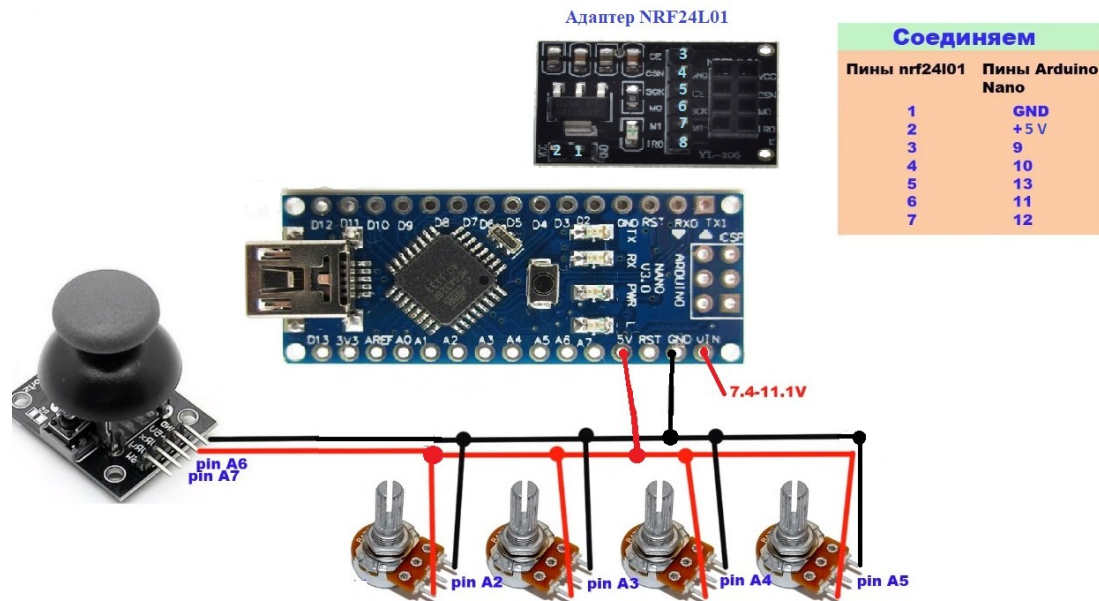 Адаптер NRF24L01
Соединяем
Пины nrf24l01 Пины Arduino Nano
1 GND
2 +5 V
3 9
4 10
5 13
6 11
7 12
CE 3
CSN 4
SCK 5
MO 6
M1 7
IRQ 8
2 1
YL-105
D12 D11 D10 D9 D8 D7 D6 D5 D4 D3 D2 GND RST RX0 TX1
TX RX PWR L
NANO
V3.0
ARDUINO
ICSP
D13 3V3 AREF A0 A1 A2 A3 A4 A5 A6 A7 5V RST GND VIN
7.4-11.1V
pin A6
pin A7
pin A2 pin A3 pin A4 pin A5